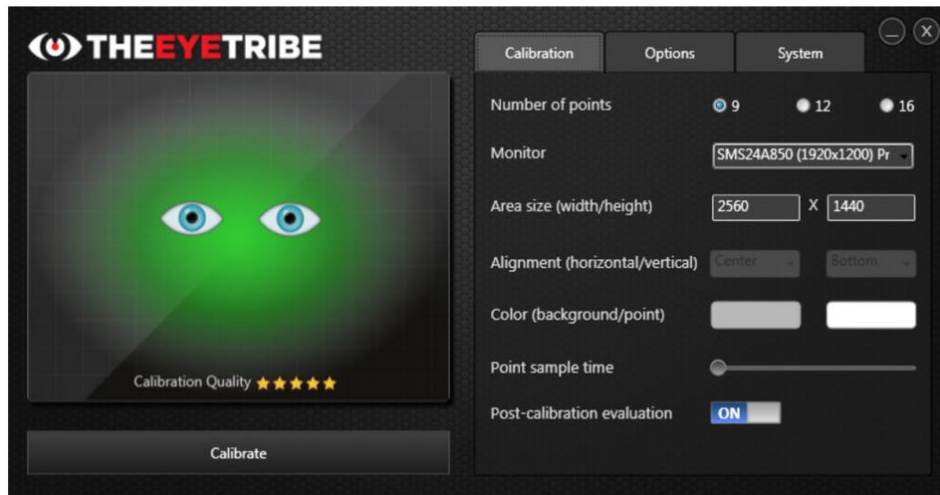 THEEYETRIBE
Calibration Options System
Number of points 9 12 16
Monitor SMS24A850 (1920x1200) Pr
Area size (width/height) 2560 X 1440
Alignment (horizontal/vertical) Center Bottom
Color (background/point)
Point sample time
Post-calibration evaluation ON
Calibration Quality
Calibrate